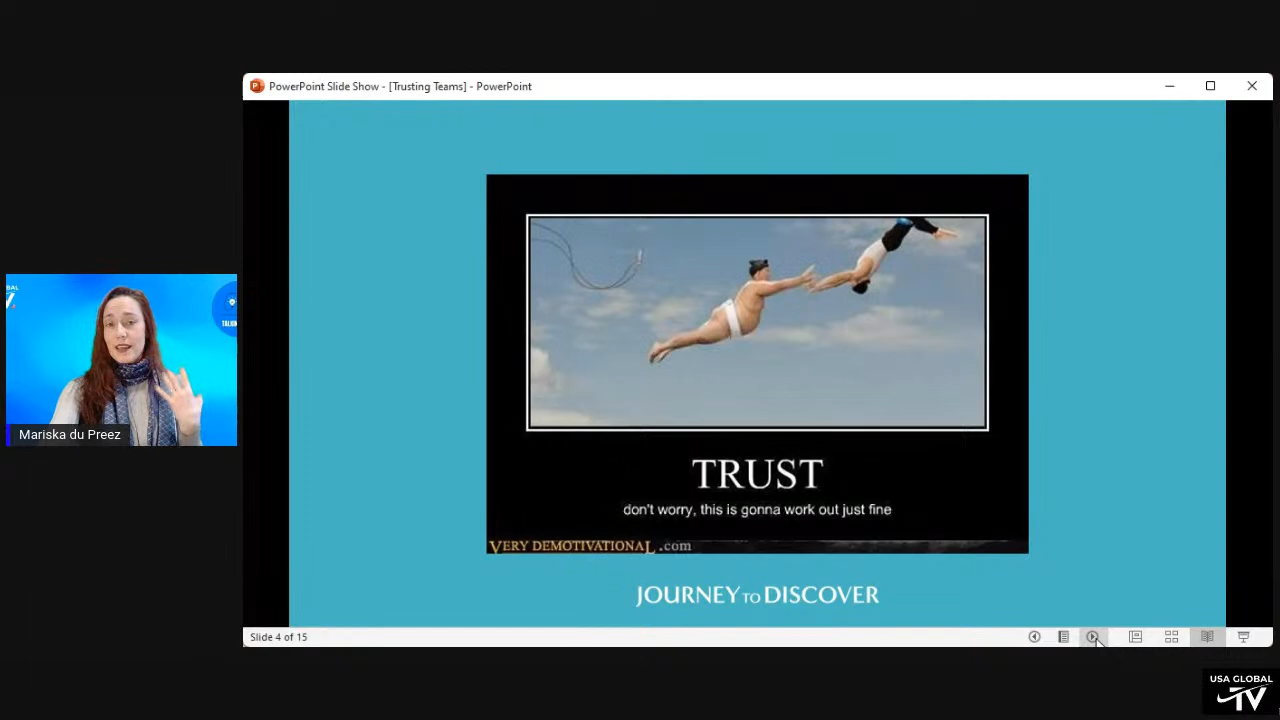 PowerPoint Slide Show - [Trusting Teams] - PowerPoint
TRUST
don't worry, this is gonna work out just fine
VERY DEMOTIVATIONAL .com
JOURNEY TO DISCOVER
Slide 4 of 15
Mariska du Preez
USA GLOBAL
TV